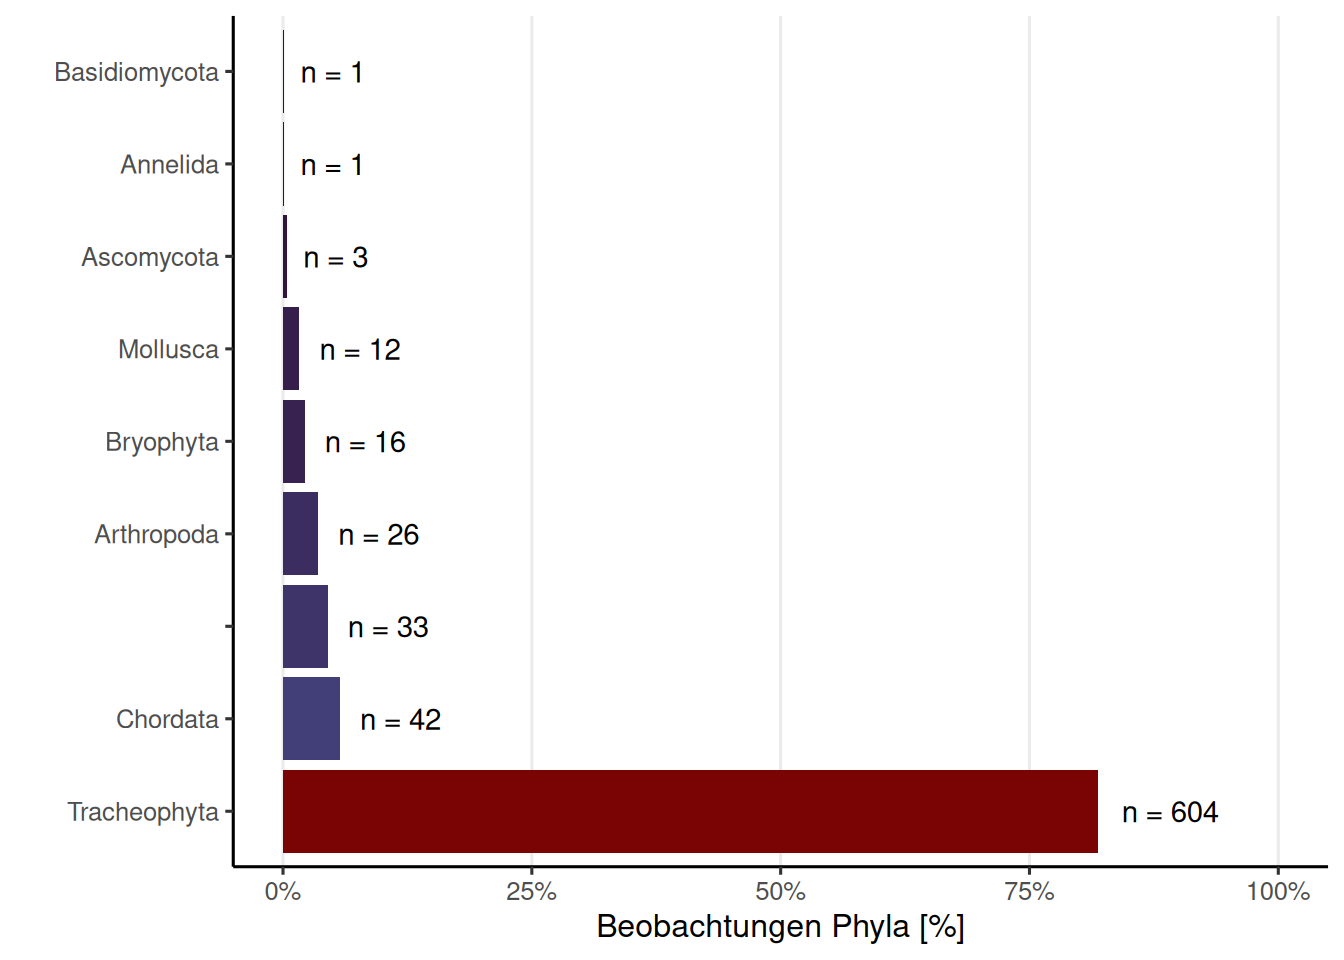 Basidiomycota n = 1
Annelida n = 1
Ascomycota n = 3
Mollusca n = 12
Bryophyta n = 16
Arthropoda n = 26
n = 33
Chordata n = 42
Tracheophyta n = 604
0% 25% 50% 75% 100%
Beobachtungen Phyla [%]